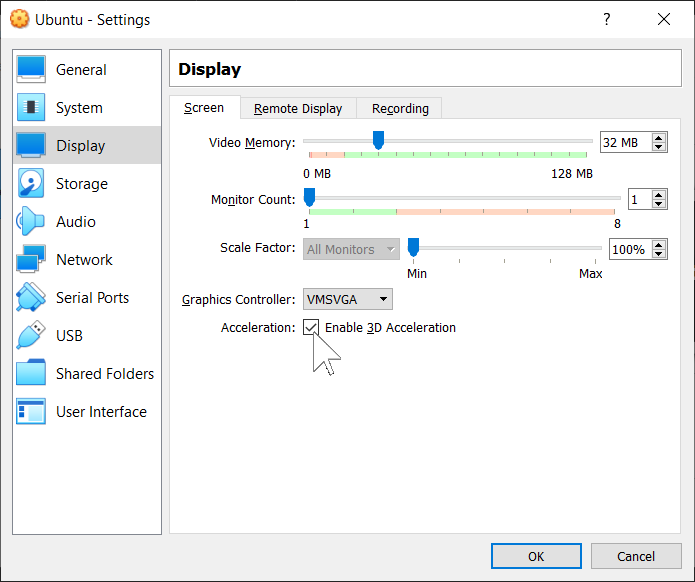 Ubuntu - Settings
?
General
System
Display
Storage
Audio
Network
Serial Ports
USB
Shared Folders
User Interface
Display
Screen
Remote Display
Recording
Video Memory:
32 MB
0 MB
128 MB
Monitor Count:
1
1
8
Scale Factor:
All Monitors
100%
Min
Max
Graphics Controller:
VMSVGA
Acceleration:
Enable 3D Acceleration
OK
Cancel